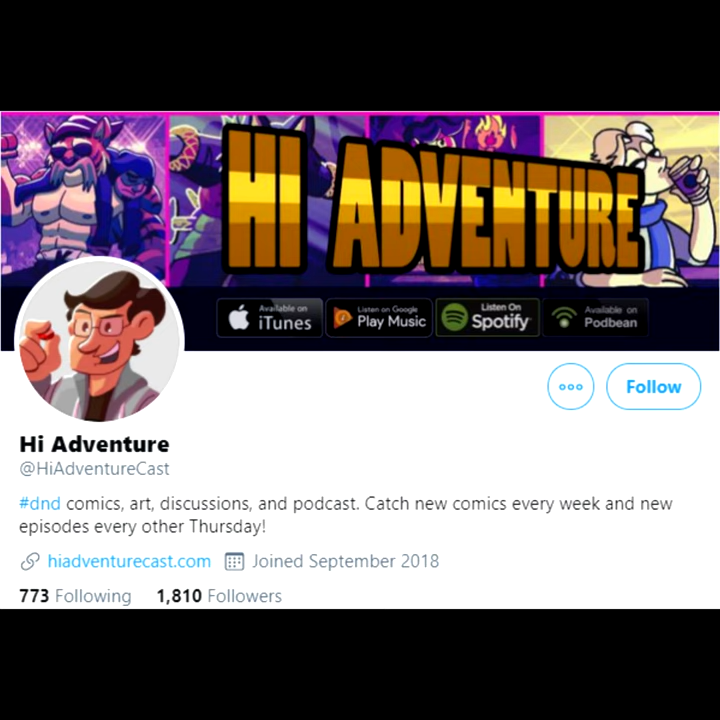 HI ADVENTURE
Available on iTunes
Listen on Google Play Music
Listen On Spotify
Available on Podbean
Follow
Hi Adventure
@HiAdventureCast
#dnd comics, art, discussions, and podcast. Catch new comics every week and new
episodes every other Thursday!
hiadventurecast.com Joined September 2018
773 Following 1,810 Followers